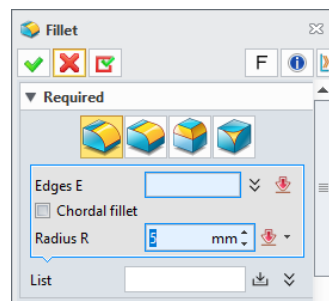 Fillet
F
Required
Edges E
Chordal fillet
Radius R 5 mm
List